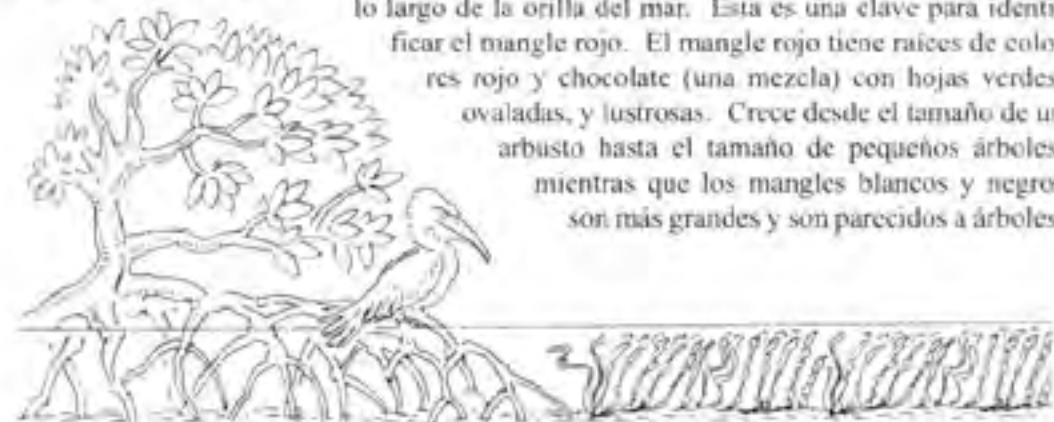 lo largo de la orilla del mar. Esta es una clave para identi
ficar el mangle rojo. El mangle rojo tiene raíces de colo
res rojo y chocolate (una mezcla) con hojas verdes
ovaladas, y lustrosas. Crece desde el tamaño de u
arbusto hasta el tamaño de pequeños árboles
mientras que los mangles blancos y negro
son más grandes y son parecidos a árboles